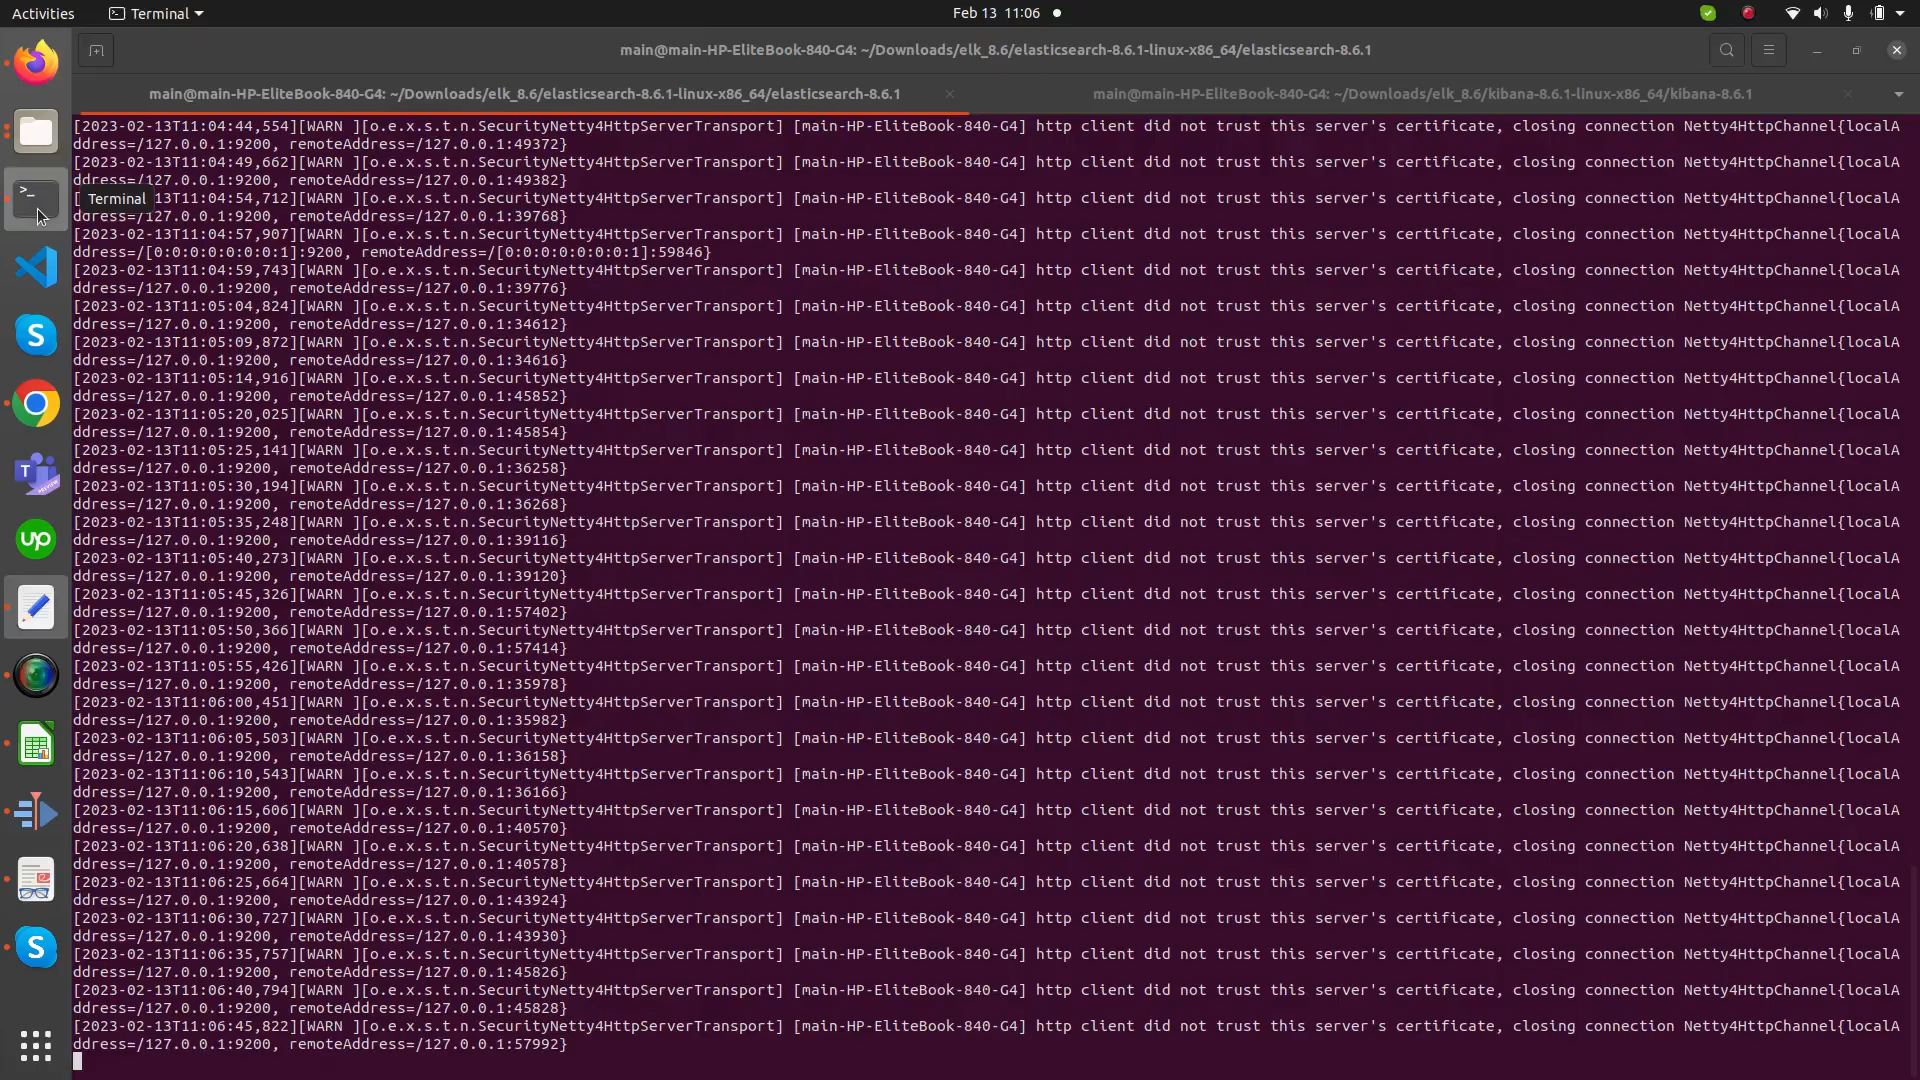 Activities
Terminal
Feb 13 11:06
main@main-HP-EliteBook-840-G4: ~/Downloads/elk_8.6/elasticsearch-8.6.1-linux-x86_64/elasticsearch-8.6.1
main@main-HP-EliteBook-840-G4: ~/Downloads/elk_8.6/elasticsearch-8.6.1-linux-x86_64/elasticsearch-8.6.1
main@main-HP-EliteBook-840-G4: ~/Downloads/elk_8.6/kibana-8.6.1-linux-x86_64/kibana-8.6.1
[2023-02-13T11:04:44,554][WARN ][o.e.x.s.t.n.SecurityNetty4HttpServerTransport] [main-HP-EliteBook-840-G4] http client did not trust this server's certificate, closing connection Netty4HttpChannel{localA
ddress=/127.0.0.1:9200, remoteAddress=/127.0.0.1:49372}
[2023-02-13T11:04:49,662][WARN ][o.e.x.s.t.n.SecurityNetty4HttpServerTransport] [main-HP-EliteBook-840-G4] http client did not trust this server's certificate, closing connection Netty4HttpChannel{localA
ddress=/127.0.0.1:9200, remoteAddress=/127.0.0.1:49382}
[ 13T11:04:54,712][WARN ][o.e.x.s.t.n.SecurityNetty4HttpServerTransport] [main-HP-EliteBook-840-G4] http client did not trust this server's certificate, closing connection Netty4HttpChannel{localA
Terminal
ddress=/127.0.0.1:9200, remoteAddress=/127.0.0.1:39768}
[2023-02-13T11:04:57,907][WARN ][o.e.x.s.t.n.SecurityNetty4HttpServerTransport] [main-HP-EliteBook-840-G4] http client did not trust this server's certificate, closing connection Netty4HttpChannel{localA
ddress=/[0:0:0:0:0:0:0:1]:9200, remoteAddress=/[0:0:0:0:0:0:0:1]:59846}
[2023-02-13T11:04:59,743][WARN ][o.e.x.s.t.n.SecurityNetty4HttpServerTransport] [main-HP-EliteBook-840-G4] http client did not trust this server's certificate, closing connection Netty4HttpChannel{localA
ddress=/127.0.0.1:9200, remoteAddress=/127.0.0.1:39776}
[2023-02-13T11:05:04,824][WARN ][o.e.x.s.t.n.SecurityNetty4HttpServerTransport] [main-HP-EliteBook-840-G4] http client did not trust this server's certificate, closing connection Netty4HttpChannel{localA
ddress=/127.0.0.1:9200, remoteAddress=/127.0.0.1:34612}
[2023-02-13T11:05:09,872][WARN ][o.e.x.s.t.n.SecurityNetty4HttpServerTransport] [main-HP-EliteBook-840-G4] http client did not trust this server's certificate, closing connection Netty4HttpChannel{localA
ddress=/127.0.0.1:9200, remoteAddress=/127.0.0.1:34616}
[2023-02-13T11:05:14,916][WARN ][o.e.x.s.t.n.SecurityNetty4HttpServerTransport] [main-HP-EliteBook-840-G4] http client did not trust this server's certificate, closing connection Netty4HttpChannel{localA
ddress=/127.0.0.1:9200, remoteAddress=/127.0.0.1:45852}
[2023-02-13T11:05:20,025][WARN ][o.e.x.s.t.n.SecurityNetty4HttpServerTransport] [main-HP-EliteBook-840-G4] http client did not trust this server's certificate, closing connection Netty4HttpChannel{localA
ddress=/127.0.0.1:9200, remoteAddress=/127.0.0.1:45854}
[2023-02-13T11:05:25,141][WARN ][o.e.x.s.t.n.SecurityNetty4HttpServerTransport] [main-HP-EliteBook-840-G4] http client did not trust this server's certificate, closing connection Netty4HttpChannel{localA
ddress=/127.0.0.1:9200, remoteAddress=/127.0.0.1:36258}
[2023-02-13T11:05:30,194][WARN ][o.e.x.s.t.n.SecurityNetty4HttpServerTransport] [main-HP-EliteBook-840-G4] http client did not trust this server's certificate, closing connection Netty4HttpChannel{localA
ddress=/127.0.0.1:9200, remoteAddress=/127.0.0.1:36268}
[2023-02-13T11:05:35,248][WARN ][o.e.x.s.t.n.SecurityNetty4HttpServerTransport] [main-HP-EliteBook-840-G4] http client did not trust this server's certificate, closing connection Netty4HttpChannel{localA
ddress=/127.0.0.1:9200, remoteAddress=/127.0.0.1:39116}
[2023-02-13T11:05:40,273][WARN ][o.e.x.s.t.n.SecurityNetty4HttpServerTransport] [main-HP-EliteBook-840-G4] http client did not trust this server's certificate, closing connection Netty4HttpChannel{localA
ddress=/127.0.0.1:9200, remoteAddress=/127.0.0.1:39120}
[2023-02-13T11:05:45,326][WARN ][o.e.x.s.t.n.SecurityNetty4HttpServerTransport] [main-HP-EliteBook-840-G4] http client did not trust this server's certificate, closing connection Netty4HttpChannel{localA
ddress=/127.0.0.1:9200, remoteAddress=/127.0.0.1:57402}
[2023-02-13T11:05:50,366][WARN ][o.e.x.s.t.n.SecurityNetty4HttpServerTransport] [main-HP-EliteBook-840-G4] http client did not trust this server's certificate, closing connection Netty4HttpChannel{localA
ddress=/127.0.0.1:9200, remoteAddress=/127.0.0.1:57414}
[2023-02-13T11:05:55,426][WARN ][o.e.x.s.t.n.SecurityNetty4HttpServerTransport] [main-HP-EliteBook-840-G4] http client did not trust this server's certificate, closing connection Netty4HttpChannel{localA
ddress=/127.0.0.1:9200, remoteAddress=/127.0.0.1:35978}
[2023-02-13T11:06:00,451][WARN ][o.e.x.s.t.n.SecurityNetty4HttpServerTransport] [main-HP-EliteBook-840-G4] http client did not trust this server's certificate, closing connection Netty4HttpChannel{localA
ddress=/127.0.0.1:9200, remoteAddress=/127.0.0.1:35982}
[2023-02-13T11:06:05,503][WARN ][o.e.x.s.t.n.SecurityNetty4HttpServerTransport] [main-HP-EliteBook-840-G4] http client did not trust this server's certificate, closing connection Netty4HttpChannel{localA
ddress=/127.0.0.1:9200, remoteAddress=/127.0.0.1:36158}
[2023-02-13T11:06:10,543][WARN ][o.e.x.s.t.n.SecurityNetty4HttpServerTransport] [main-HP-EliteBook-840-G4] http client did not trust this server's certificate, closing connection Netty4HttpChannel{localA
ddress=/127.0.0.1:9200, remoteAddress=/127.0.0.1:36166}
[2023-02-13T11:06:15,606][WARN ][o.e.x.s.t.n.SecurityNetty4HttpServerTransport] [main-HP-EliteBook-840-G4] http client did not trust this server's certificate, closing connection Netty4HttpChannel{localA
ddress=/127.0.0.1:9200, remoteAddress=/127.0.0.1:40570}
[2023-02-13T11:06:20,638][WARN ][o.e.x.s.t.n.SecurityNetty4HttpServerTransport] [main-HP-EliteBook-840-G4] http client did not trust this server's certificate, closing connection Netty4HttpChannel{localA
ddress=/127.0.0.1:9200, remoteAddress=/127.0.0.1:40578}
[2023-02-13T11:06:25,664][WARN ][o.e.x.s.t.n.SecurityNetty4HttpServerTransport] [main-HP-EliteBook-840-G4] http client did not trust this server's certificate, closing connection Netty4HttpChannel{localA
ddress=/127.0.0.1:9200, remoteAddress=/127.0.0.1:43924}
[2023-02-13T11:06:30,727][WARN ][o.e.x.s.t.n.SecurityNetty4HttpServerTransport] [main-HP-EliteBook-840-G4] http client did not trust this server's certificate, closing connection Netty4HttpChannel{localA
ddress=/127.0.0.1:9200, remoteAddress=/127.0.0.1:43930}
[2023-02-13T11:06:35,757][WARN ][o.e.x.s.t.n.SecurityNetty4HttpServerTransport] [main-HP-EliteBook-840-G4] http client did not trust this server's certificate, closing connection Netty4HttpChannel{localA
ddress=/127.0.0.1:9200, remoteAddress=/127.0.0.1:45826}
[2023-02-13T11:06:40,794][WARN ][o.e.x.s.t.n.SecurityNetty4HttpServerTransport] [main-HP-EliteBook-840-G4] http client did not trust this server's certificate, closing connection Netty4HttpChannel{localA
ddress=/127.0.0.1:9200, remoteAddress=/127.0.0.1:45828}
[2023-02-13T11:06:45,822][WARN ][o.e.x.s.t.n.SecurityNetty4HttpServerTransport] [main-HP-EliteBook-840-G4] http client did not trust this server's certificate, closing connection Netty4HttpChannel{localA
ddress=/127.0.0.1:9200, remoteAddress=/127.0.0.1:57992}